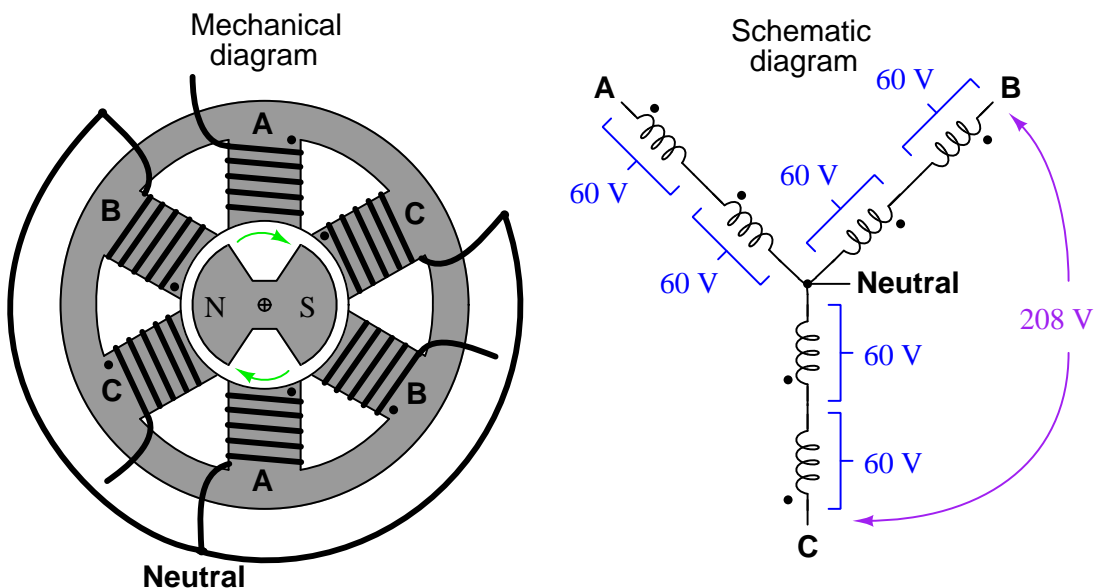 Mechanical
diagram
A
B
C
N
S
C
B
A
Neutral
Schematic
diagram
A
B
60 V
60 V
60 V
60 V
Neutral
208 V
60 V
60 V
C